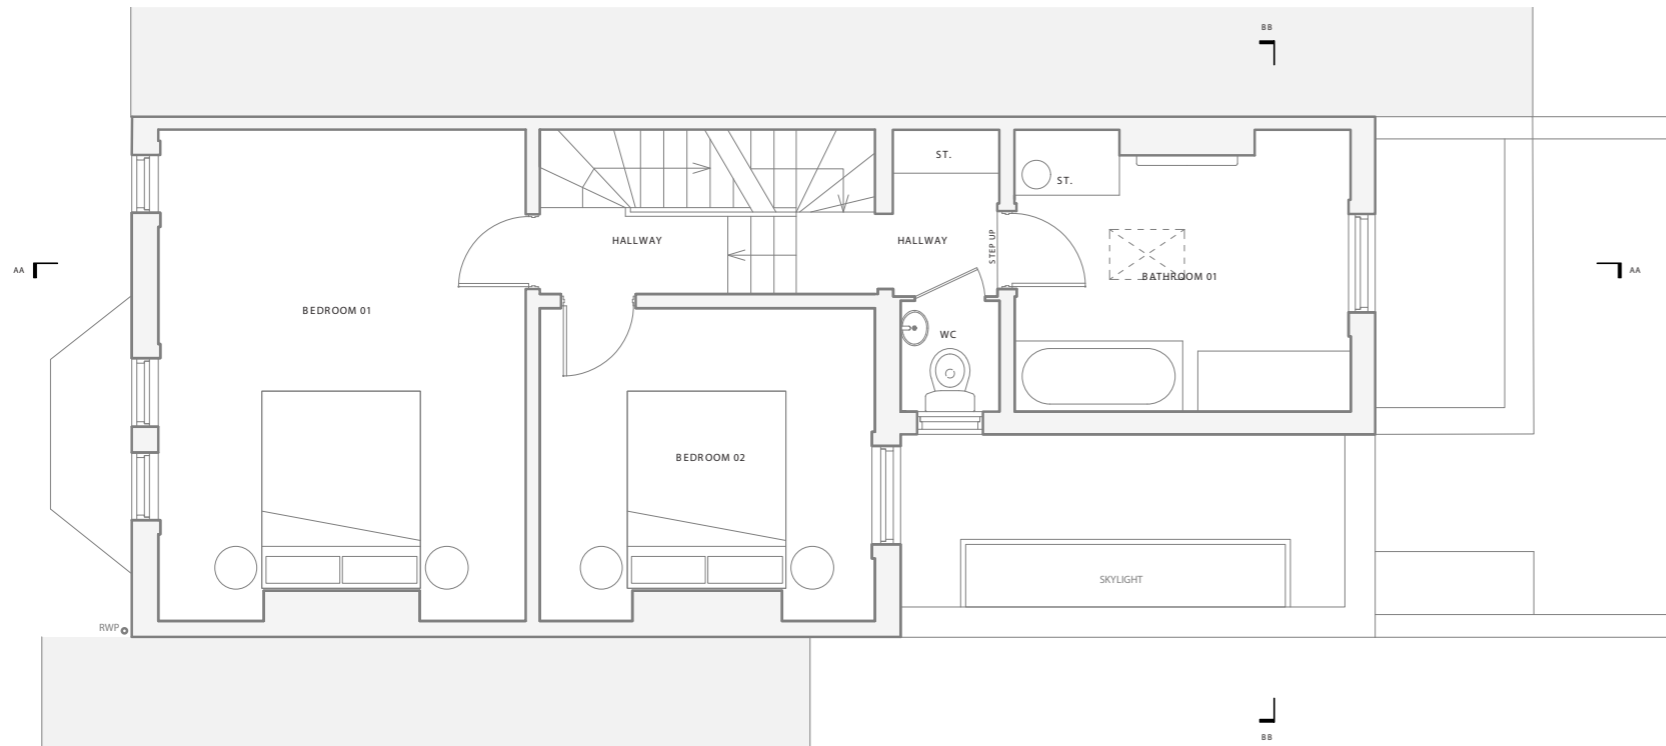 BB
ST.
ST.
HALLWAY
HALLWAY
STEP UP
AA
AA
BATHROOM 01
BEDROOM 01
WC
BEDROOM 02
SKYLIGHT
RWP
BB